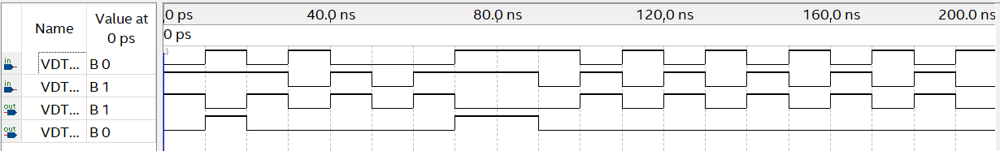 Name
Value at
0 ps
0 ps
40.0 ns
80.0 ns
120,0 ns
160,0 ns
200.0 ns
0 ps
in
VDT...
B 0
in
VDT...
B 1
out
VDT...
B 1
out
VDT...
B 0